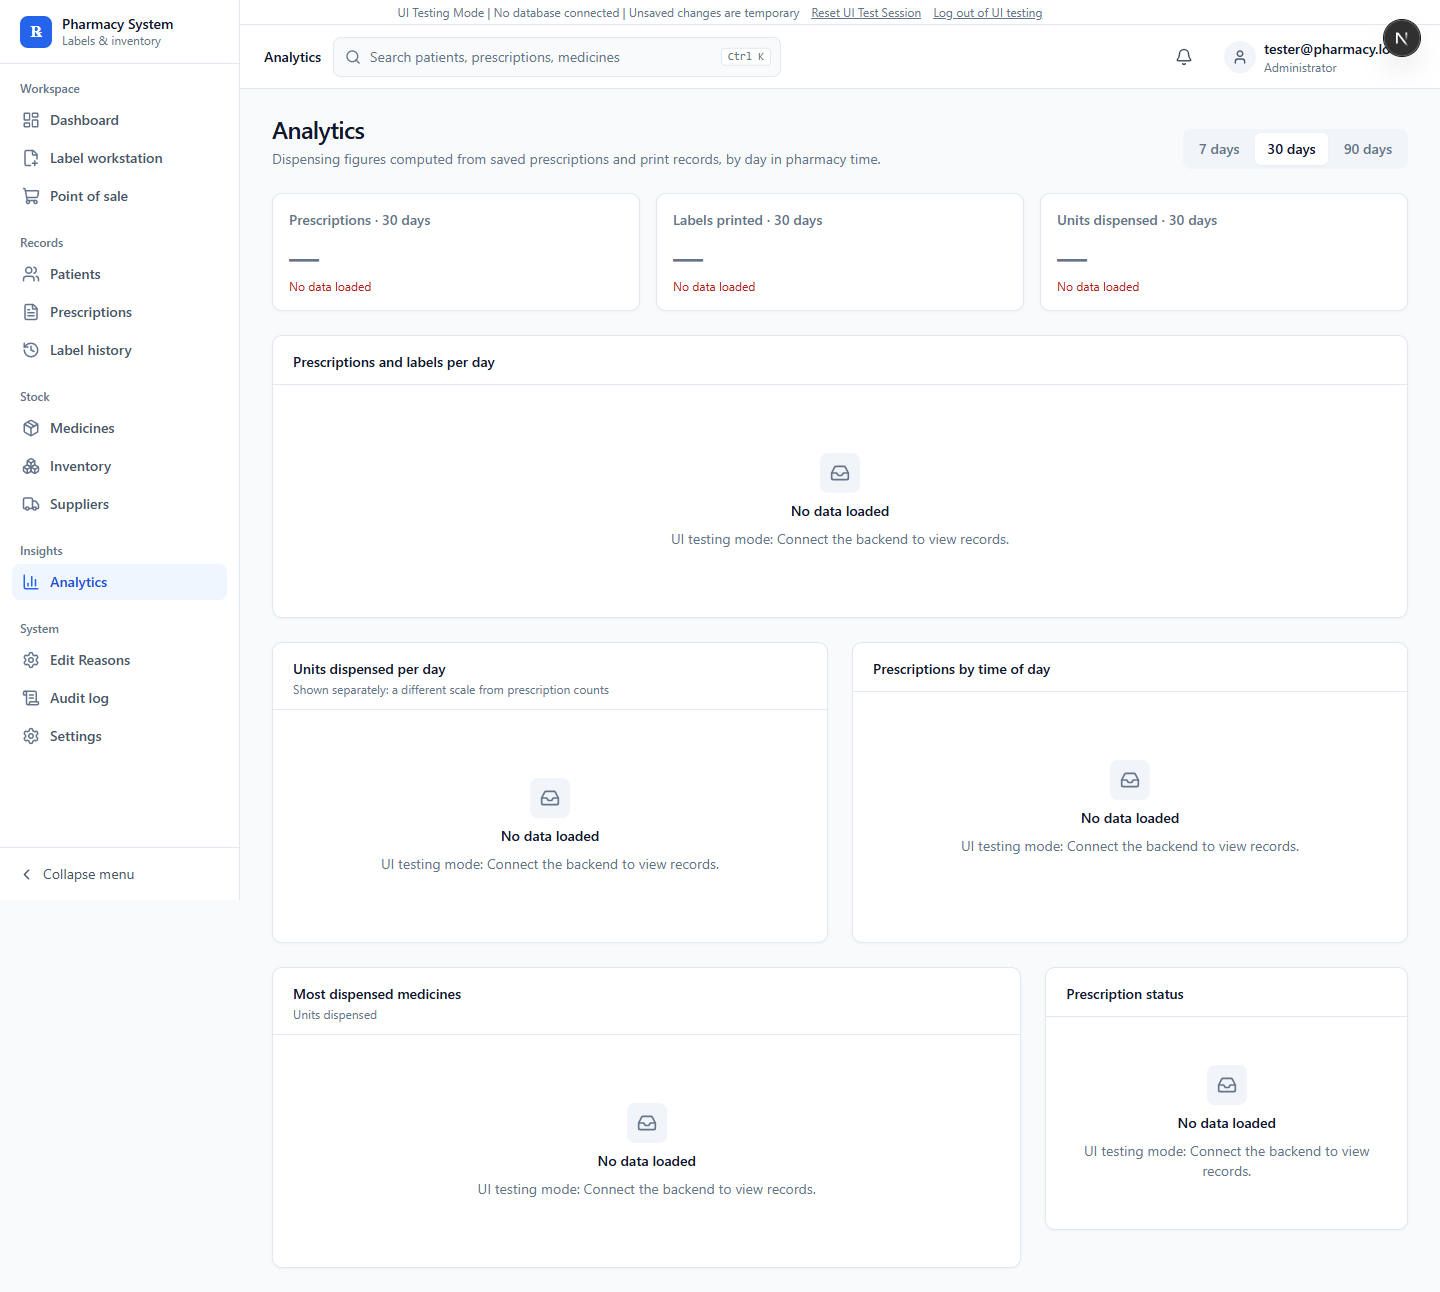 UI Testing Mode | No database connected | Unsaved changes are temporary Reset UI Test Session Log out of UI testing
Pharmacy System
Labels & inventory
Workspace
Dashboard
Label workstation
Point of sale
Records
Patients
Prescriptions
Label history
Stock
Medicines
Inventory
Suppliers
Insights
Analytics
System
Edit Reasons
Audit log
Settings
Collapse menu
Analytics
Search patients, prescriptions, medicines
Ctrl K
tester@pharmacy.lo
Administrator
N
Analytics
Dispensing figures computed from saved prescriptions and print records, by day in pharmacy time.
7 days 30 days 90 days
Prescriptions · 30 days
—
No data loaded
Labels printed · 30 days
—
No data loaded
Units dispensed · 30 days
—
No data loaded
Prescriptions and labels per day
No data loaded
UI testing mode: Connect the backend to view records.
Units dispensed per day
Shown separately: a different scale from prescription counts
No data loaded
UI testing mode: Connect the backend to view records.
Prescriptions by time of day
No data loaded
UI testing mode: Connect the backend to view records.
Most dispensed medicines
Units dispensed
No data loaded
UI testing mode: Connect the backend to view records.
Prescription status
No data loaded
UI testing mode: Connect the backend to view
records.